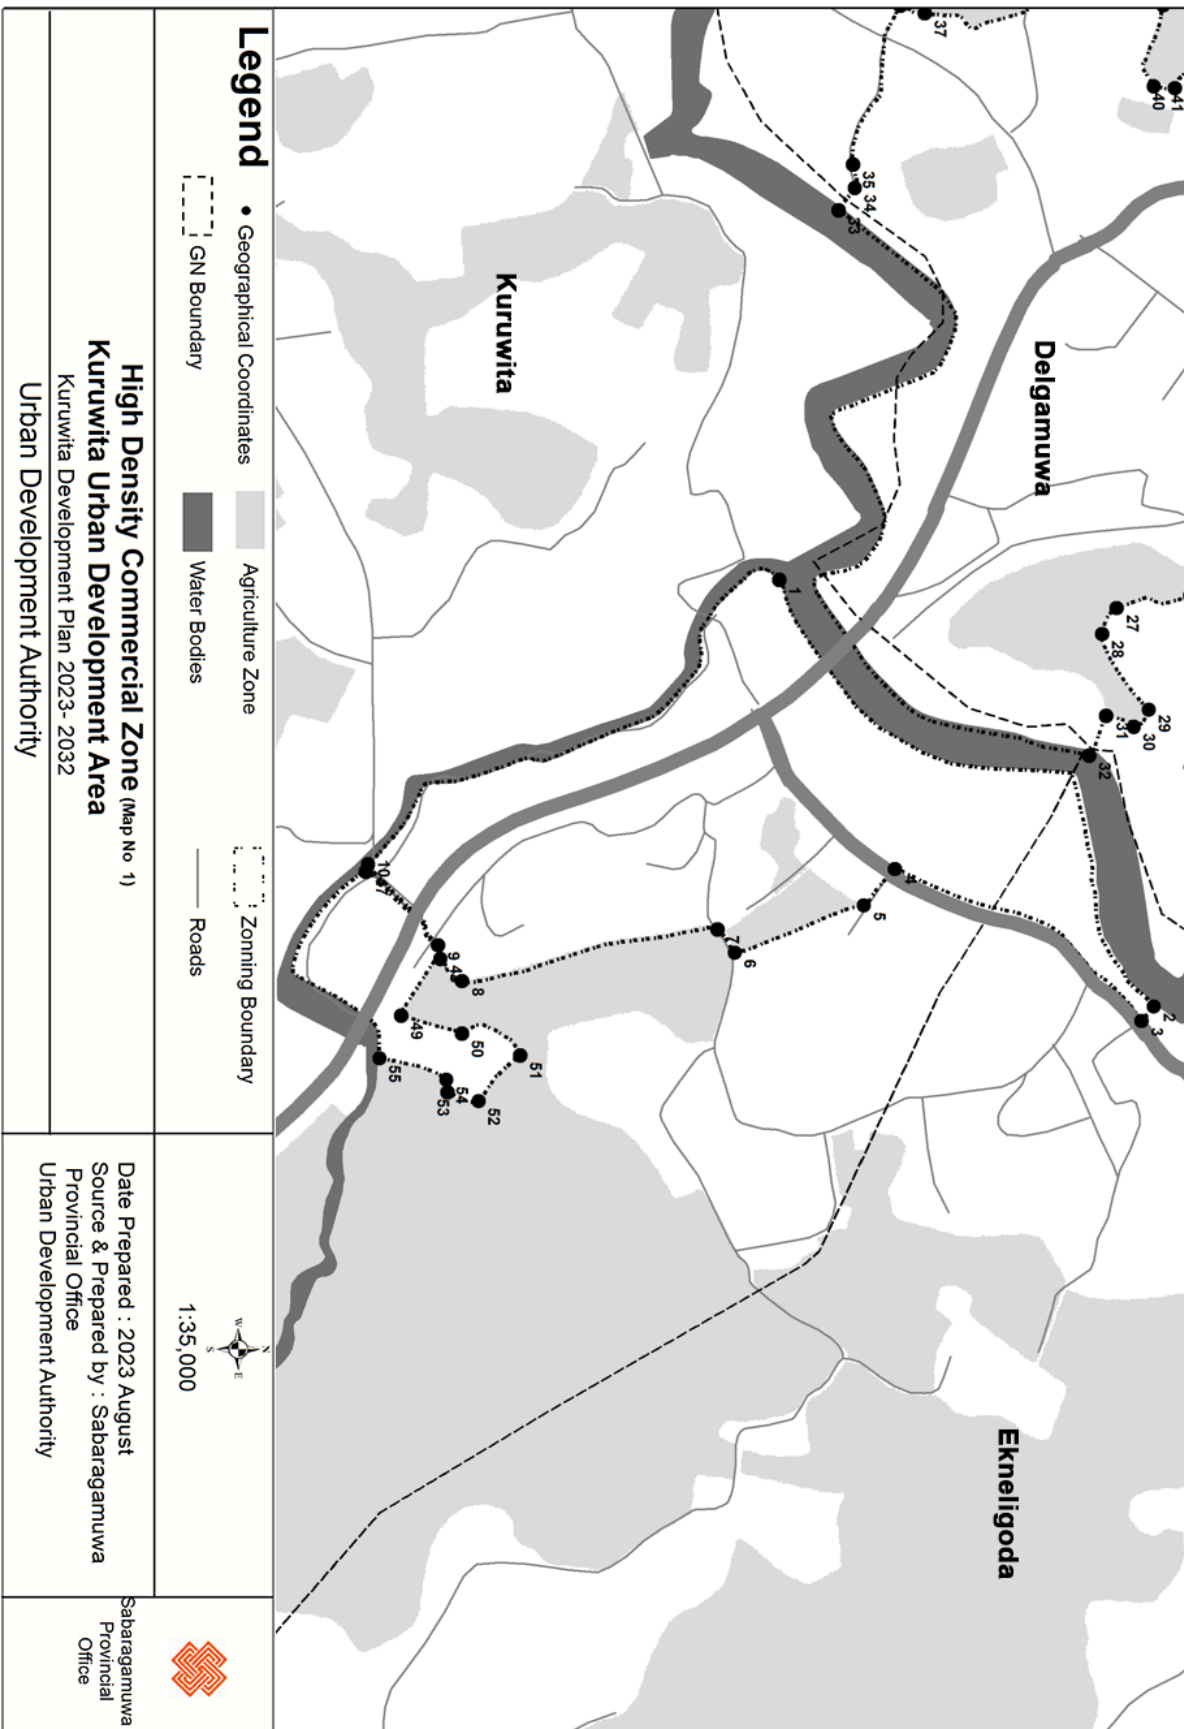 37
40
41
35
34
33
Delgamuwa
Kuruwita
27
28
29
30
31
32
1
2
3
4
5
6
7
8
9
10
49
50
51
52
53
54
55
Ekneligoda
Legend
Geographical Coordinates
GN Boundary
Agriculture Zone
Water Bodies
Zonning Boundary
Roads
High Density Commercial Zone (Map No 1)
Kuruwita Urban Development Area
Kuruwita Development Plan 2023- 2032
Urban Development Authority
N
W
E
S
1:35,000
Date Prepared : 2023 August
Source & Prepared by : Sabaragamuwa
Provincial Office
Urban Development Authority
Sabaragamuwa
Provincial
Office